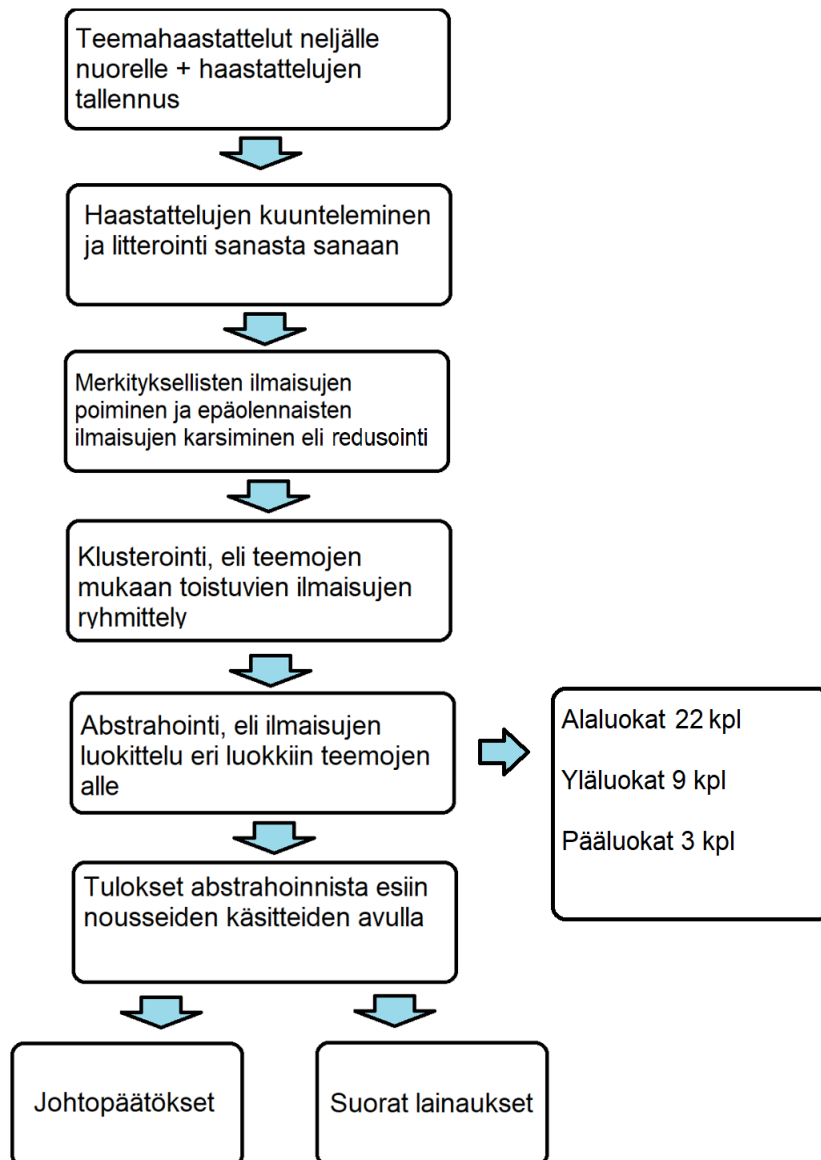 Teemahaastattelut neljälle
nuorelle + haastattelujen
tallennus
Haastattelujen kuunteleminen
ja litterointi sanasta sanaan
Merkityksellisten ilmaisujen
poiminen ja epäolennaisten
ilmaisujen karsiminen eli redusointi
Klusterointi, eli teemojen
mukaan toistuvien ilmaisujen
ryhmittely
Abstrahointi, eli ilmaisujen
luokittelu eri luokkiin teemojen
alle
Alaluokat 22 kpl
Yläluokat 9 kpl
Pääluokat 3 kpl
Tulokset abstrahoinnista esiin
nousseiden käsitteiden avulla
Johtopäätökset
Suorat lainaukset